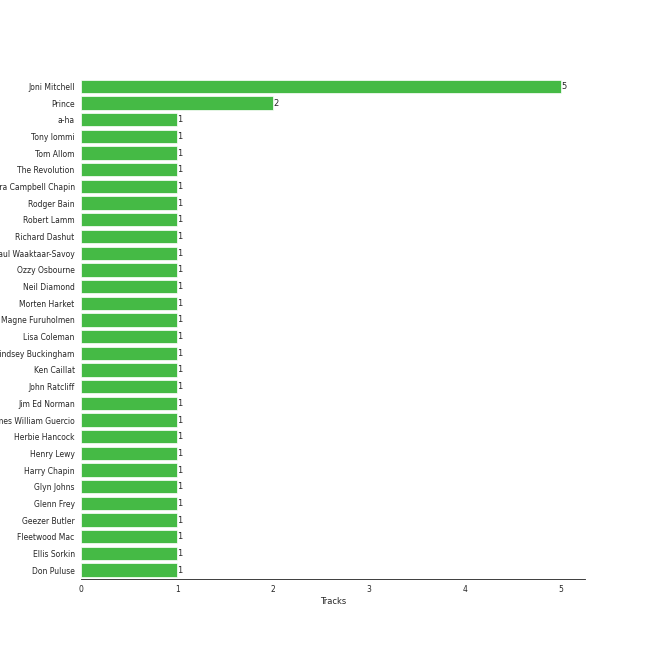 Joni Mitchell 5
Prince 2
a-ha 1
Tony Iommi 1
Tom Allom 1
The Revolution 1
ra Campbell Chapin 1
Rodger Bain 1
Robert Lamm 1
Richard Dashut 1
aul Waaktaar-Savoy 1
Ozzy Osbourne 1
Neil Diamond 1
Morten Harket 1
Magne Furuholmen 1
Lisa Coleman 1
indsey Buckingham 1
Ken Caillat 1
John Ratcliff 1
Jim Ed Norman 1
mes William Guercio 1
Herbie Hancock 1
Henry Lewy 1
Harry Chapin 1
Glyn Johns 1
Glenn Frey 1
Geezer Butler 1
Fleetwood Mac 1
Ellis Sorkin 1
Don Puluse 1
0 1 2 3 4 5
Tracks